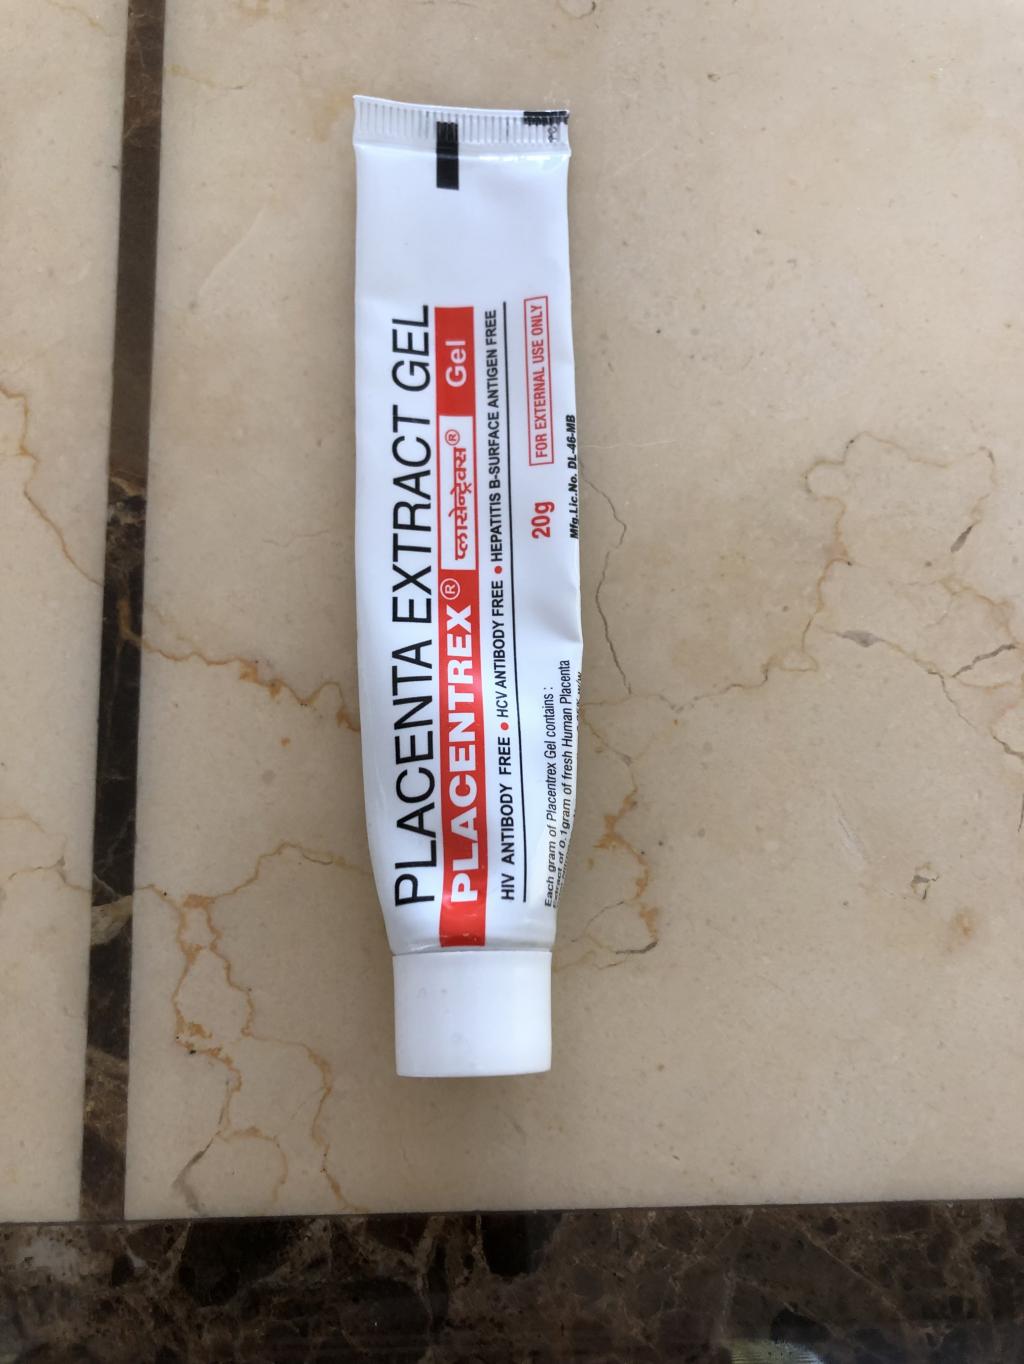 PLACENTA EXTRACT GEL
PLACENTREX® प्लासेन्ट्रेक्स® Gel
HIV ANTIBODY FREE • HCV ANTIBODY FREE • HEPATITIS B-SURFACE ANTIGEN FREE
20g FOR EXTERNAL USE ONLY
Each gram of Placentrex Gel contains :
Extract of 0.1gram of fresh Human Placenta
Mfg.Lic.No. DL-46-MB